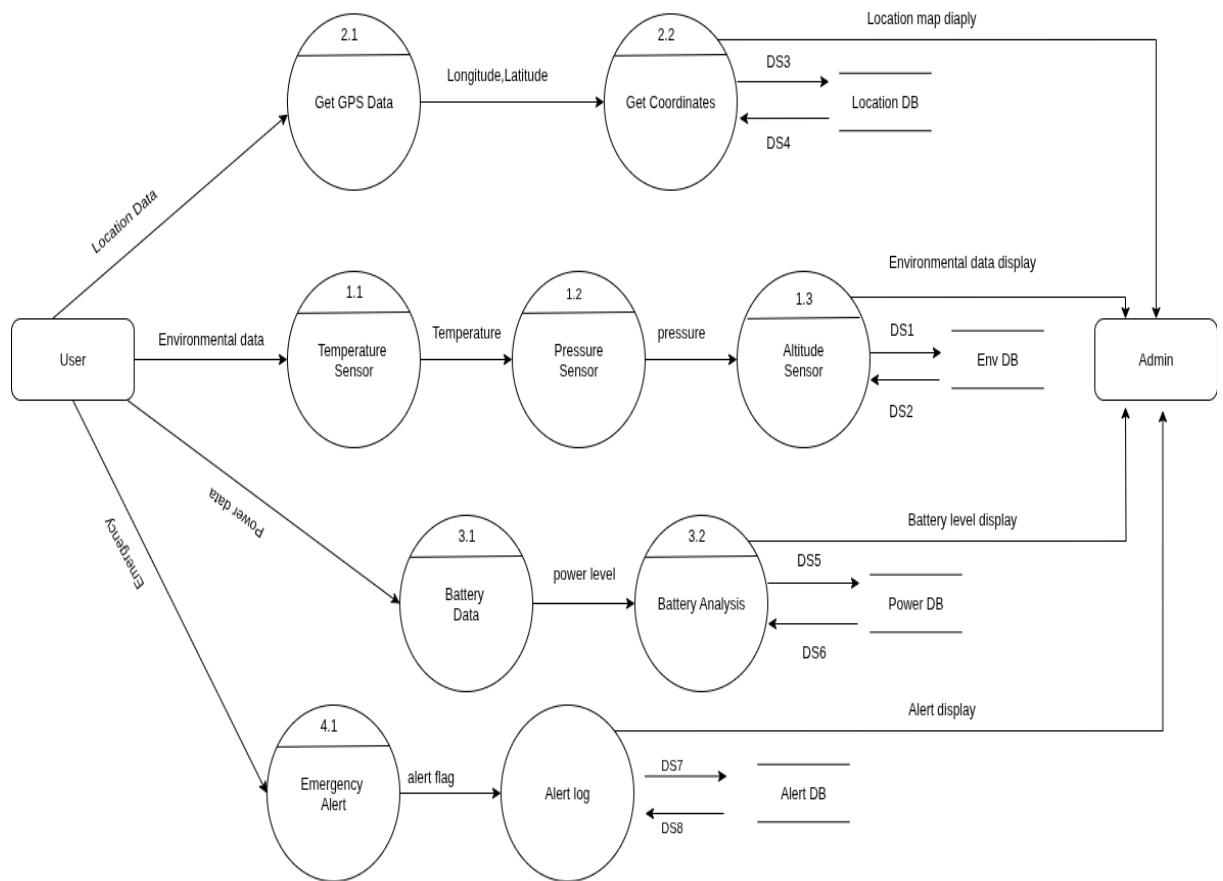 2.1
Get GPS Data
Longitude,Latitude
2.2
Get Coordinates
Location map diaply
DS3
Location DB
DS4
Location Data
User
Environmental data
1.1
Temperature
Sensor
Temperature
1.2
Pressure
Sensor
pressure
1.3
Altitude
Sensor
Environmental data display
DS1
Env DB
DS2
Admin
Power data
3.1
Battery
Data
power level
3.2
Battery Analysis
Battery level display
DS5
Power DB
DS6
Emergency
4.1
Emergency
Alert
alert flag
Alert log
Alert display
DS7
Alert DB
DS8